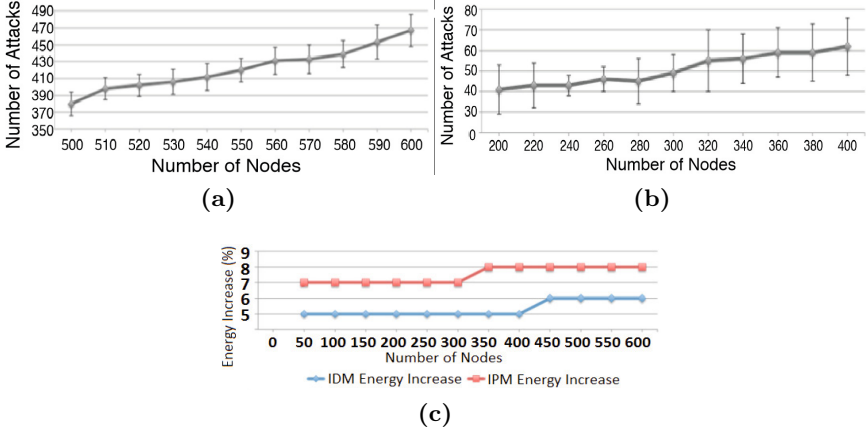 Number of Attacks
490
470
450
430
410
390
370
350
500 510 520 530 540 550 560 570 580 590 600
Number of Nodes
(a)
Number of Attacks
80
70
60
50
40
30
0
200 220 240 260 280 300 320 340 360 380 400
Number of Nodes
(b)
Energy Increase (%)
9
8
7
6
5
0 50 100 150 200 250 300 350 400 450 500 550 600
Number of Nodes
IDM Energy Increase IPM Energy Increase
(c)